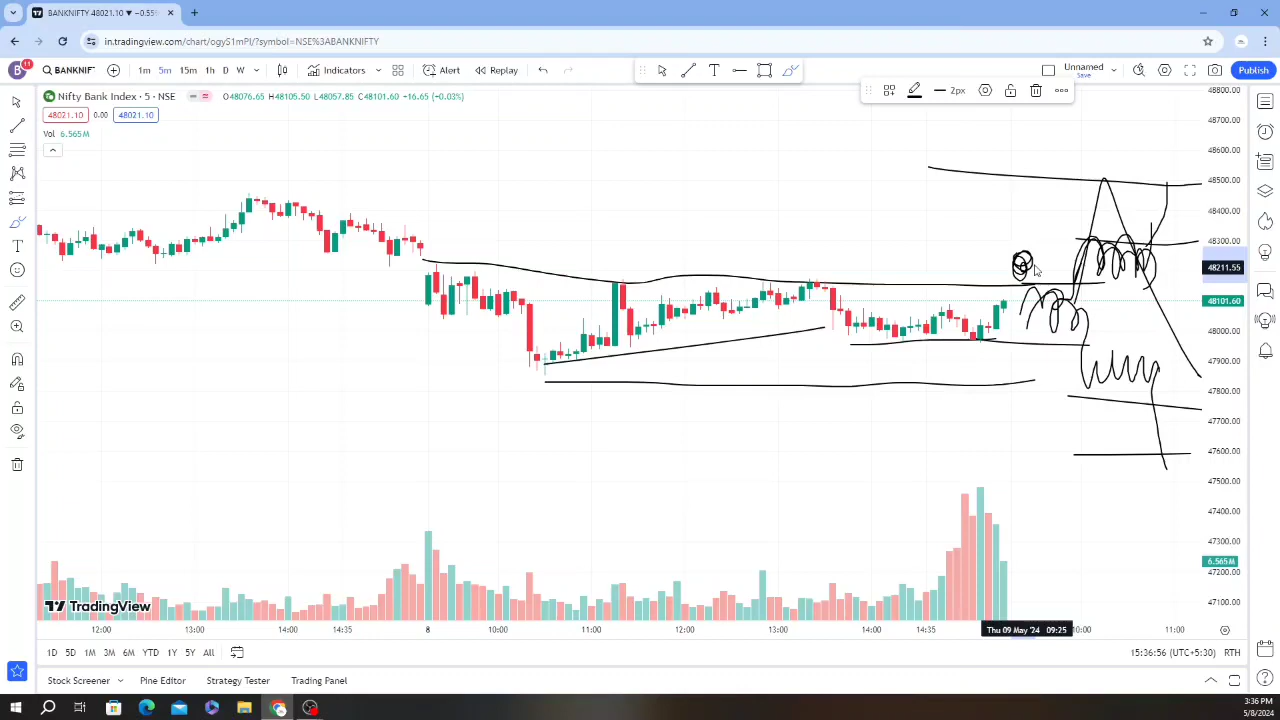 BANKNIFTY 48021.10 ▼ −0.55%
in.tradingview.com/chart/ogyS1mPl/?symbol=NSE%3ABANKNIFTY
B 11 BANKNIF 1m 5m 15m 1h D W Indicators Alert Replay Unnamed Save Publish
2px
Nifty Bank Index · 5 · NSE O48076.65 H48105.50 L48057.85 C48101.60 +16.65 (+0.03%)
48021.10 0.00 48021.10
Vol 6.565M
48800.00
48700.00
48600.00
48500.00
48400.00
48300.00
48211.55
48101.60
48000.00
47900.00
47800.00
47700.00
47600.00
47500.00
47400.00
47300.00
6.565M
47200.00
47100.00
TradingView
12:00 13:00 14:00 14:35 8 10:00 11:00 12:00 13:00 14:00 14:35 Thu 09 May '24 09:25 10:00 11:00
1D 5D 1M 3M 6M YTD 1Y 5Y All 15:36:56 (UTC+5:30) RTH
Stock Screener Pine Editor Strategy Tester Trading Panel
3:36 PM
5/8/2024